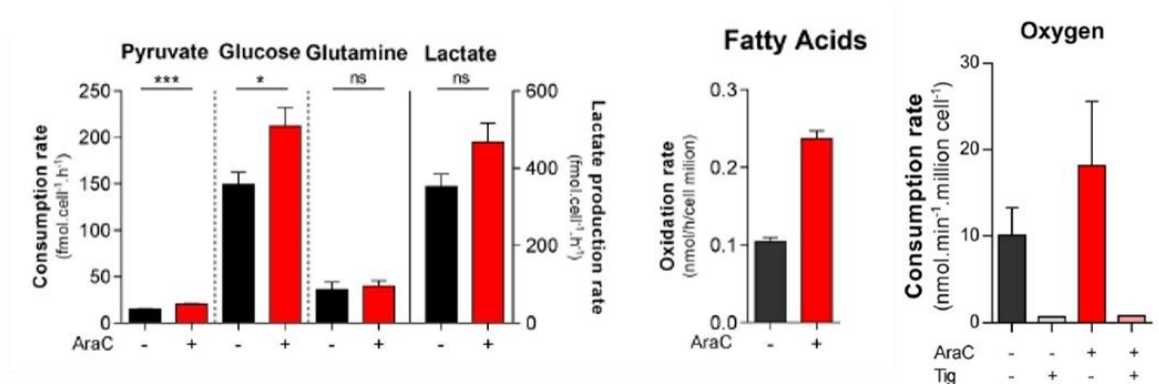 Pyruvate Glucose Glutamine Lactate
*** * ns ns
250 600
200
150 400
100
200
50
0 0
Consumption rate
(fmol.cell⁻¹.h⁻¹)
Lactate production rate
(fmol.cell⁻¹.h⁻¹)
AraC - + - + - + - +
Fatty Acids
0.3
0.2
0.1
0.0
Oxidation rate
(nmol/h/cell milion)
AraC - +
Oxygen
30
20
10
0
Consumption rate
(nmol.min⁻¹.million cell⁻¹)
AraC - - + +
Tig - + - +